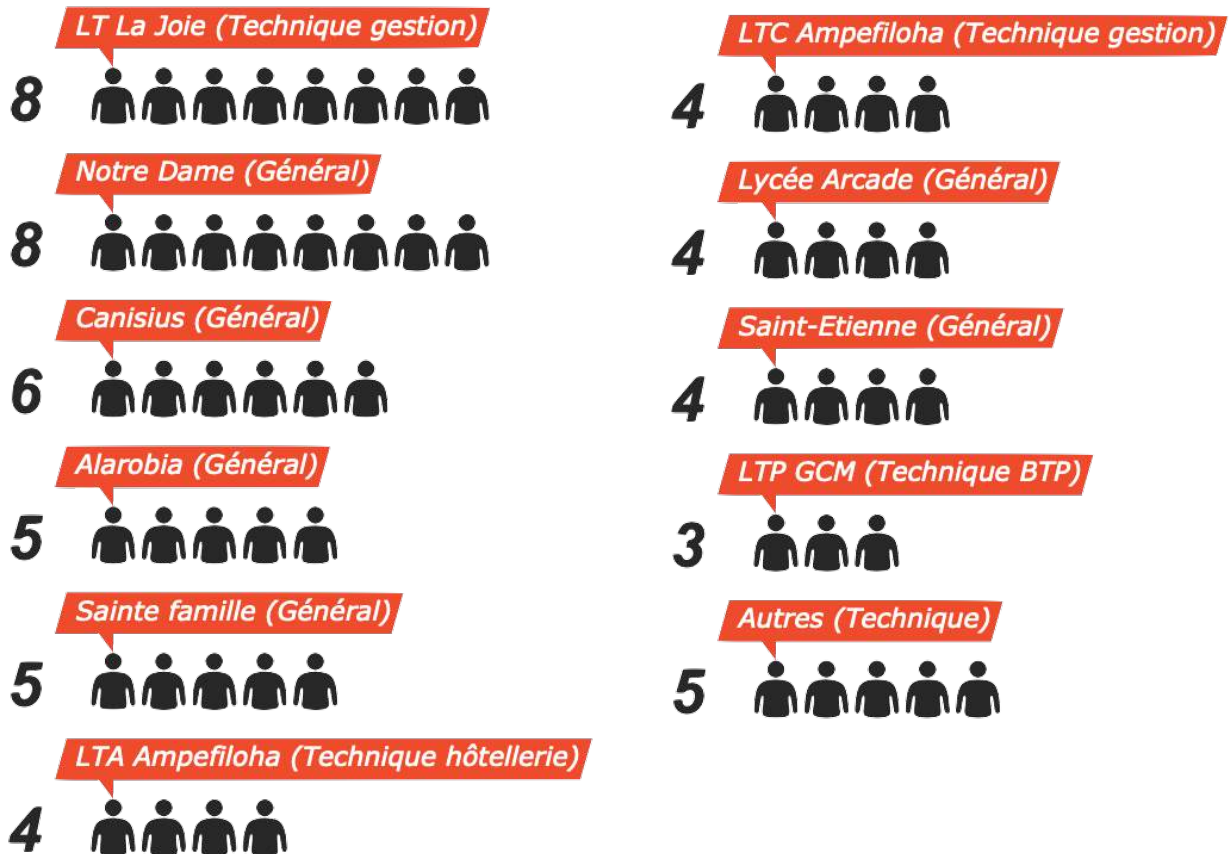 LT La Joie (Technique gestion)
8
Notre Dame (Général)
8
Canisius (Général)
6
Alarobia (Général)
5
Sainte famille (Général)
5
LTA Ampefiloha (Technique hôtellerie)
4
LTC Ampefiloha (Technique gestion)
4
Lycée Arcade (Général)
4
Saint-Etienne (Général)
4
LTP GCM (Technique BTP)
3
Autres (Technique)
5